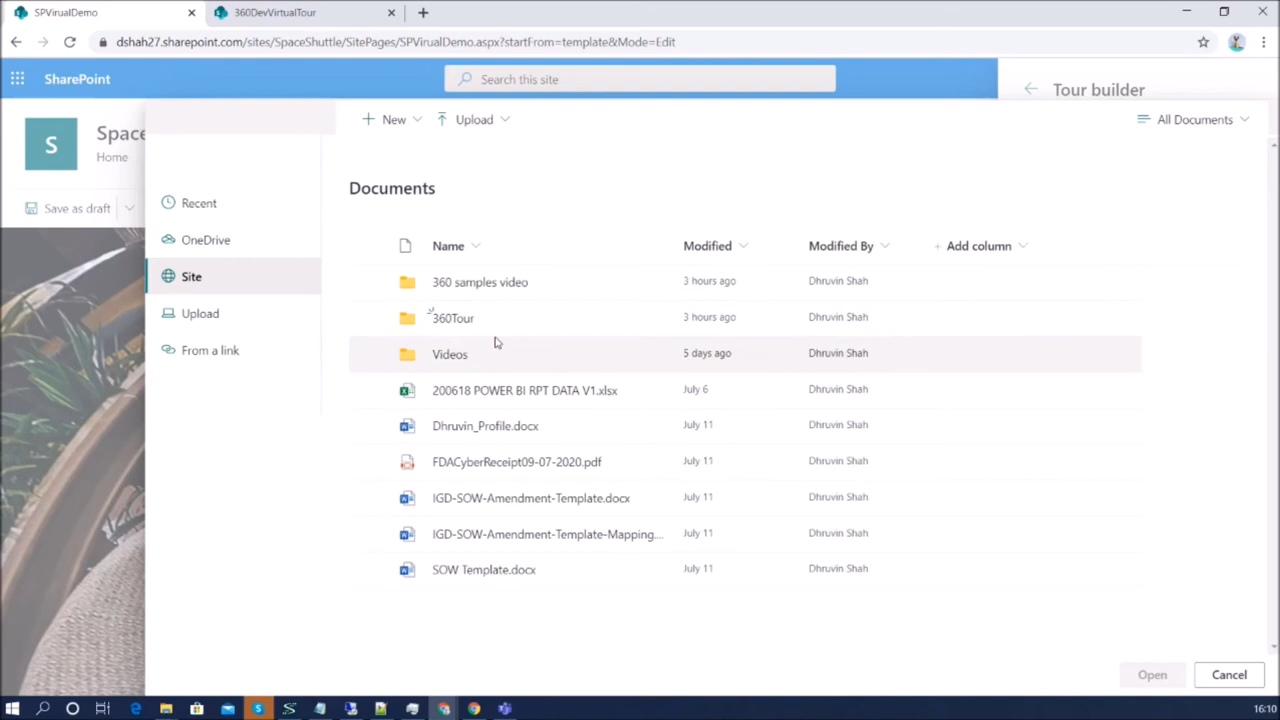 SPVirualDemo
360DevVirtualTour
dshah27.sharepoint.com/sites/SpaceShuttle/SitePages/SPVirualDemo.aspx?startFrom=template&Mode=Edit
SharePoint
Search this site
Tour builder
New
Upload
All Documents
S
Space
Home
Documents
Recent
Save as draft
OneDrive
Site
Upload
From a link
Name Modified Modified By + Add column
360 samples video 3 hours ago Dhruvin Shah
360Tour 3 hours ago Dhruvin Shah
Videos 5 days ago Dhruvin Shah
200618 POWER BI RPT DATA V1.xlsx July 6 Dhruvin Shah
Dhruvin_Profile.docx July 11 Dhruvin Shah
FDACyberReceipt09-07-2020.pdf July 11 Dhruvin Shah
IGD-SOW-Amendment-Template.docx July 11 Dhruvin Shah
IGD-SOW-Amendment-Template-Mapping.... July 11 Dhruvin Shah
SOW Template.docx July 11 Dhruvin Shah
Open
Cancel
16:10